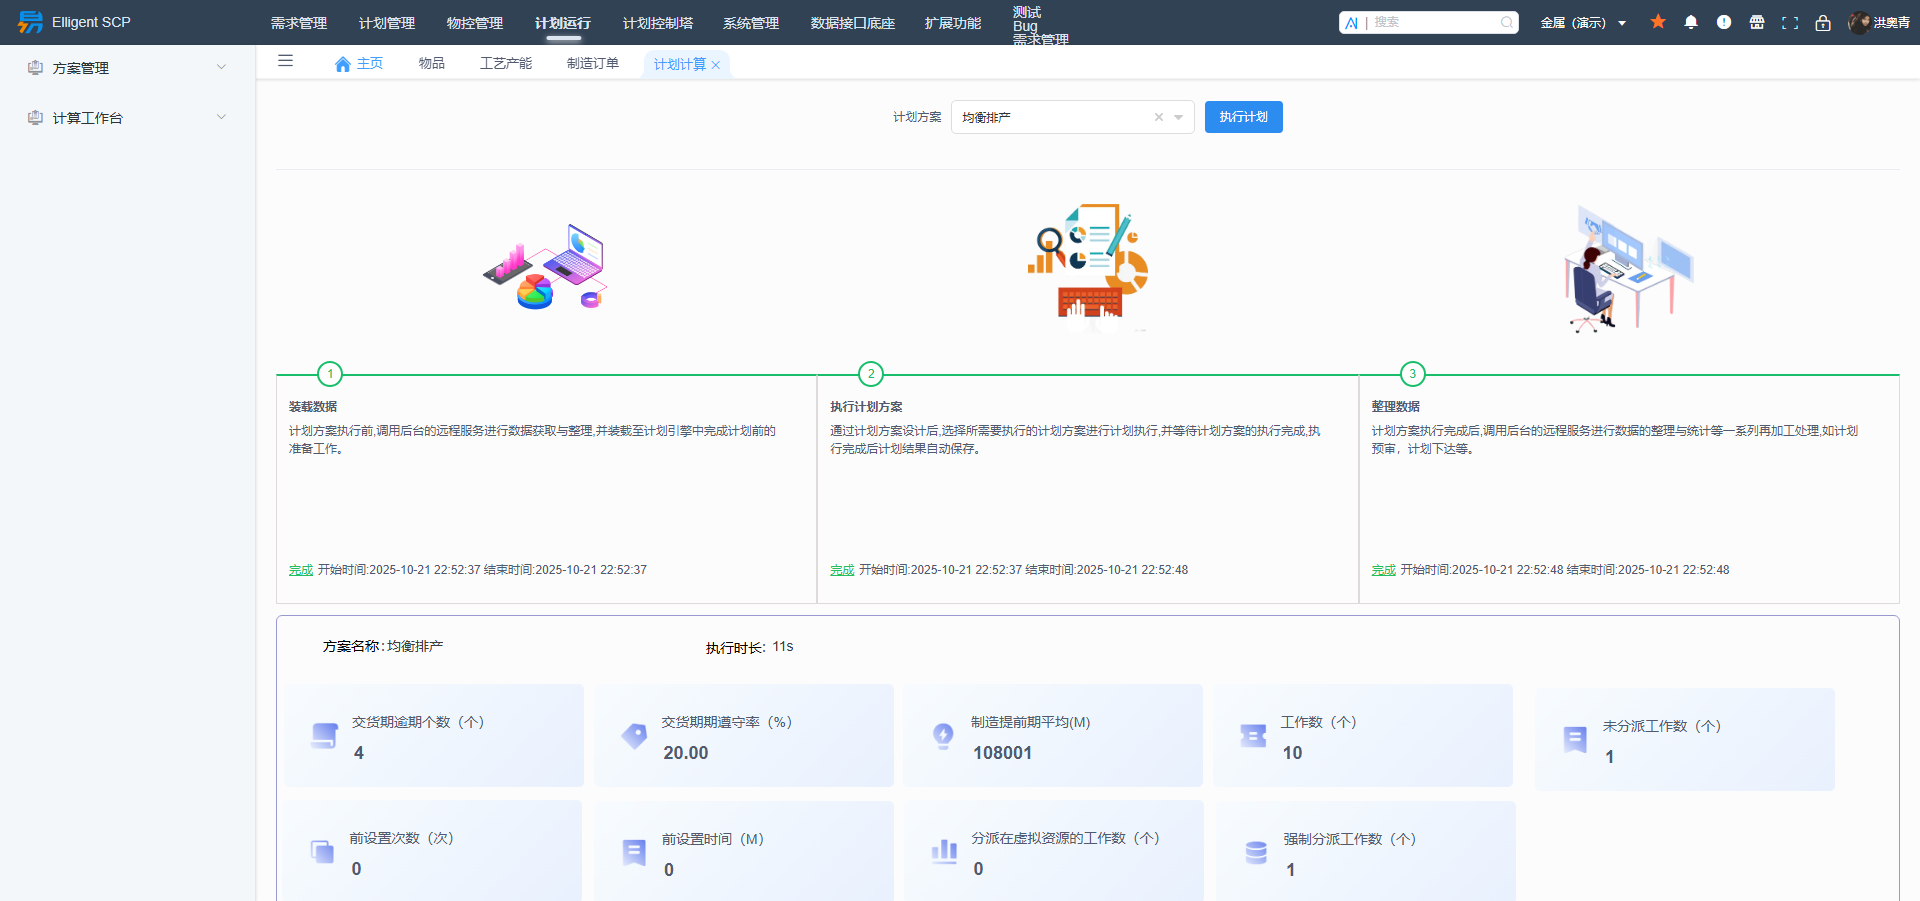 Elligent SCP
需求管理
计划管理
物控管理
计划运行
计划控制塔
系统管理
数据接口底座
扩展功能
测试
Bug
需求管理
AI | 搜索
金属（演示）
洪奥青
方案管理
计算工作台
主页
物品
工艺产能
制造订单
计划计算
计划方案
均衡排产
执行计划
1
装载数据
计划方案执行前,调用后台的远程服务进行数据获取与整理,并装载至计划引擎中完成计划前的
准备工作。
完成 开始时间:2025-10-21 22:52:37 结束时间:2025-10-21 22:52:37
2
执行计划方案
通过计划方案设计后,选择所需要执行的计划方案进行计划执行,并等待计划方案的执行完成,执
行完成后计划结果自动保存。
完成 开始时间:2025-10-21 22:52:37 结束时间:2025-10-21 22:52:48
3
整理数据
计划方案执行完成后,调用后台的远程服务进行数据的整理与统计等一系列再加工处理,如计划
预审，计划下达等。
完成 开始时间:2025-10-21 22:52:48 结束时间:2025-10-21 22:52:48
方案名称:均衡排产
执行时长: 11s
交货期逾期个数（个）
4
交货期期遵守率（%）
20.00
制造提前期平均(M)
108001
工作数（个）
10
未分派工作数（个）
1
前设置次数（次）
0
前设置时间（M）
0
分派在虚拟资源的工作数（个）
0
强制分派工作数（个）
1